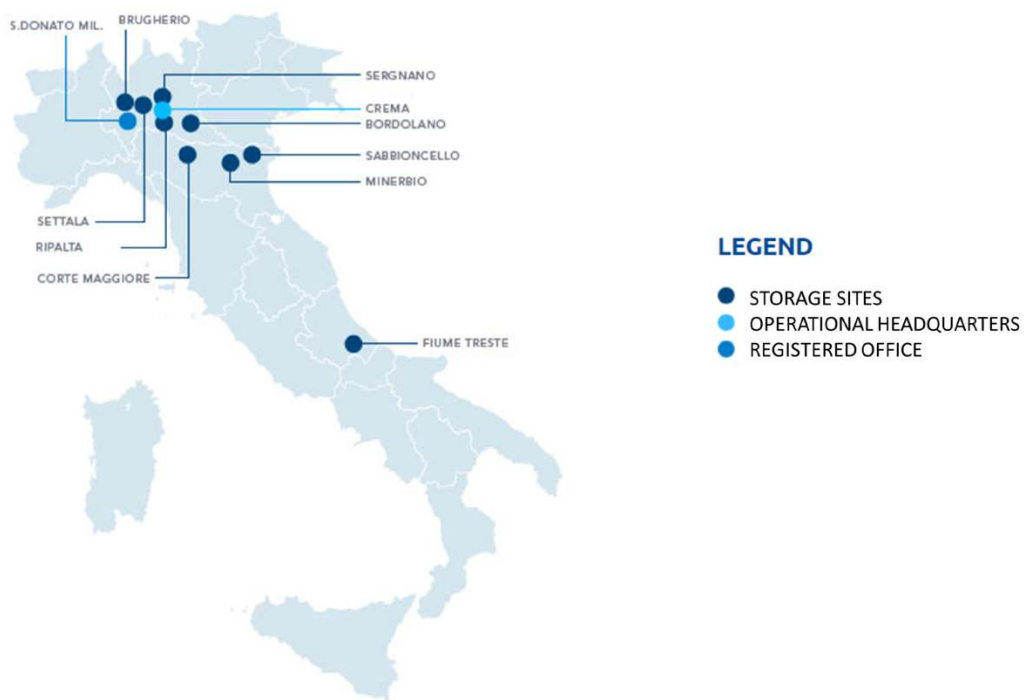 S.DONATO MIL.
BRUGHERIO
SERGNANO
CREMA
BORDOLANO
SABBIONCELLO
MINERBIO
SETTALA
RIPALTA
CORTE MAGGIORE
FIUME TRESTE
LEGEND
STORAGE SITES
OPERATIONAL HEADQUARTERS
REGISTERED OFFICE